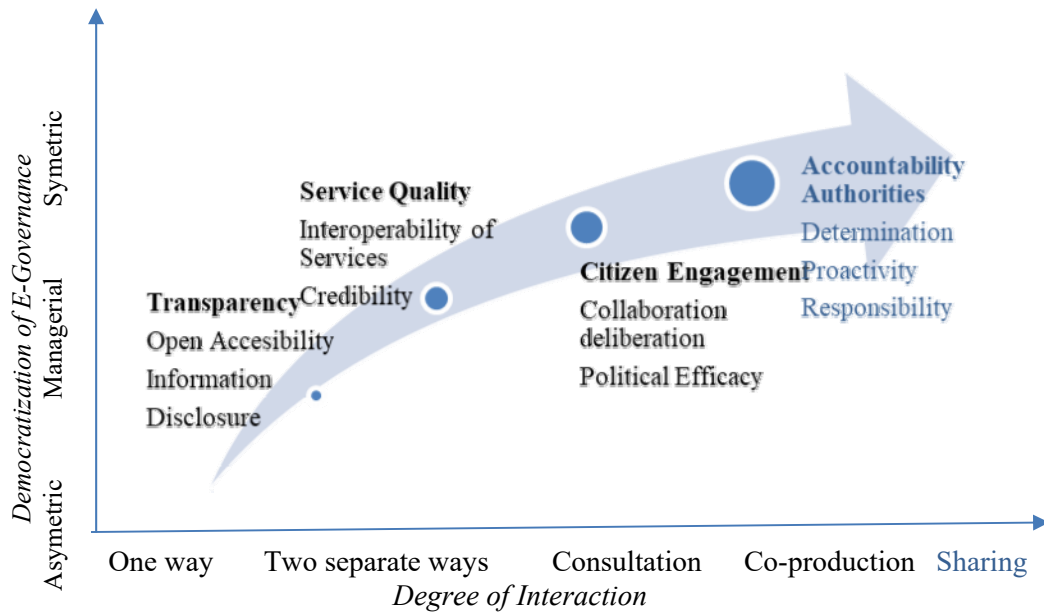 Democratization of E-Governance
Symetric
Managerial
Asymetric
Transparency
Open Accesibility
Information
Disclosure
Service Quality
Interoperability of
Services
Credibility
Citizen Engagement
Collaboration
deliberation
Political Efficacy
Accountability
Authorities
Determination
Proactivity
Responsibility
One way
Two separate ways
Consultation
Co-production
Sharing
Degree of Interaction